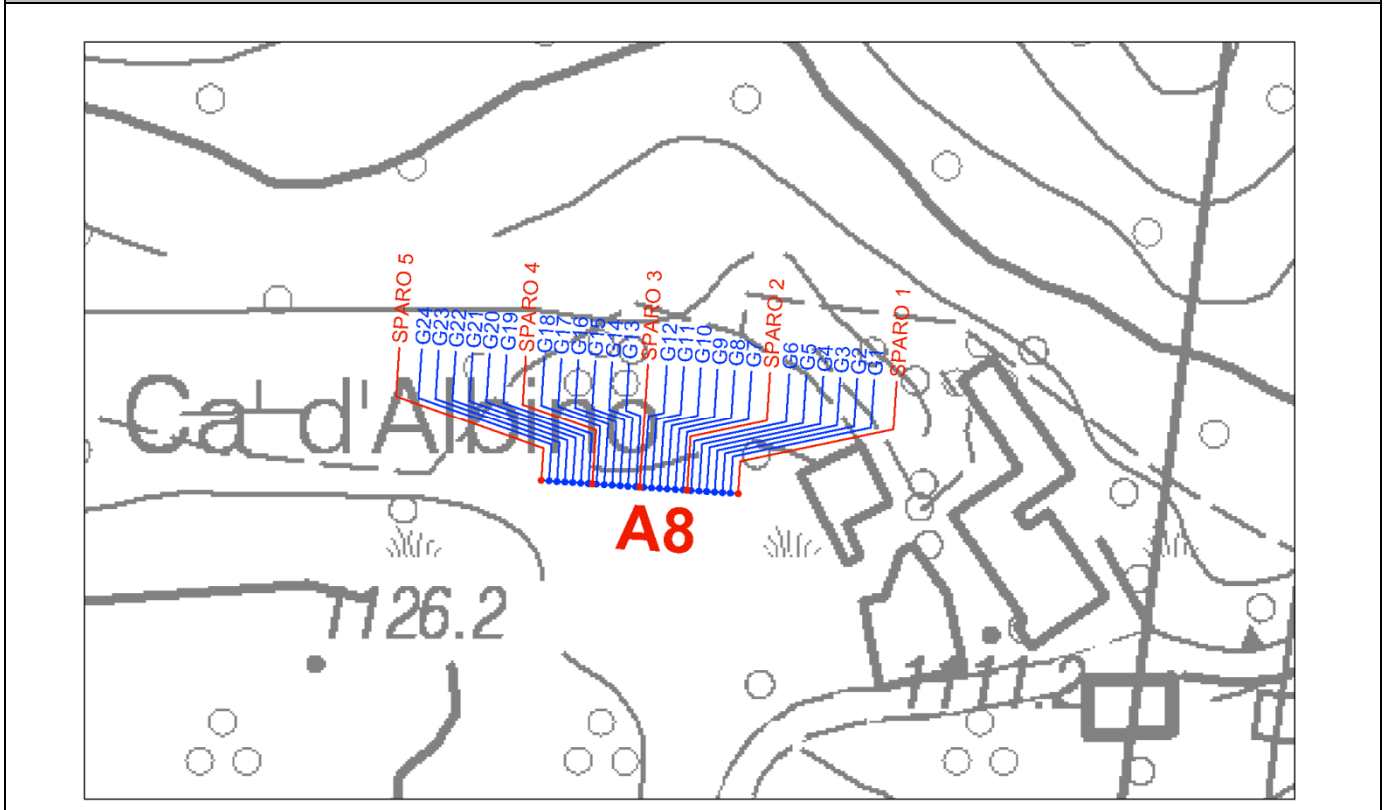 SPARO 5
G24
G23
G22
G21
G20
G19
SPARO 4
G18
G17
G16
G15
G14
G13
SPARO 3
G12
G11
G10
G9
G8
G7
SPARO 2
G6
G5
G4
G3
G2
G1
SPARO 1
Ca' d'Albino
A8
1126.2
1111.2